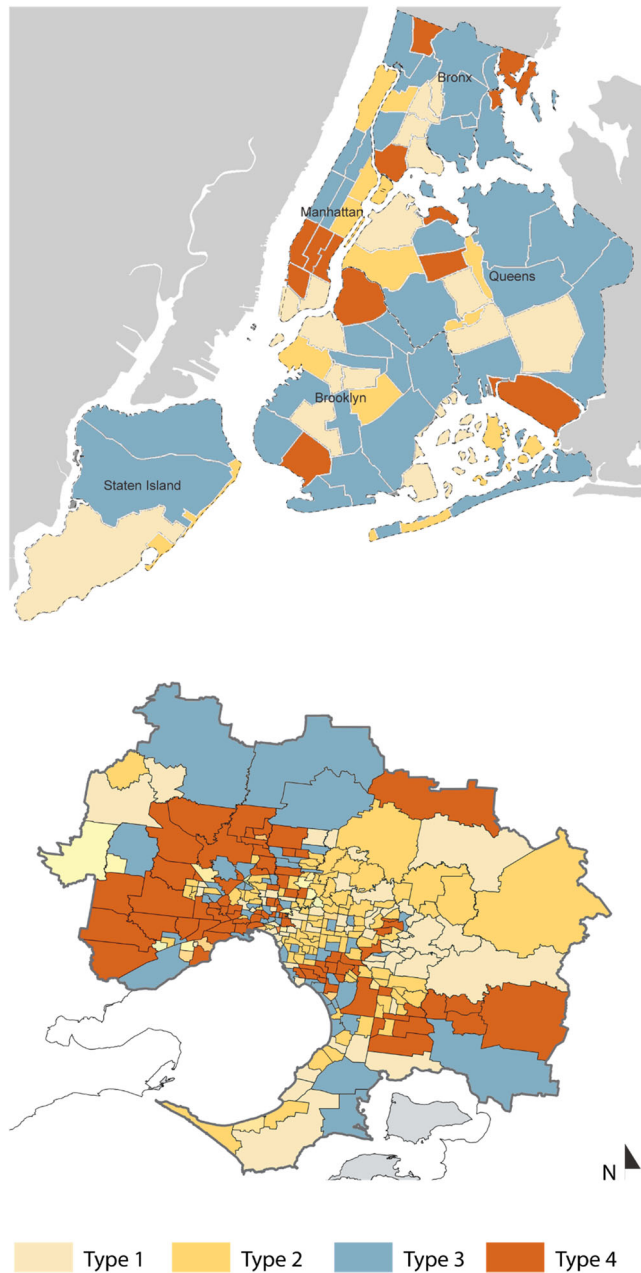 Bronx
Manhattan
Queens
Brooklyn
Staten Island
N
Type 1 Type 2 Type 3 Type 4